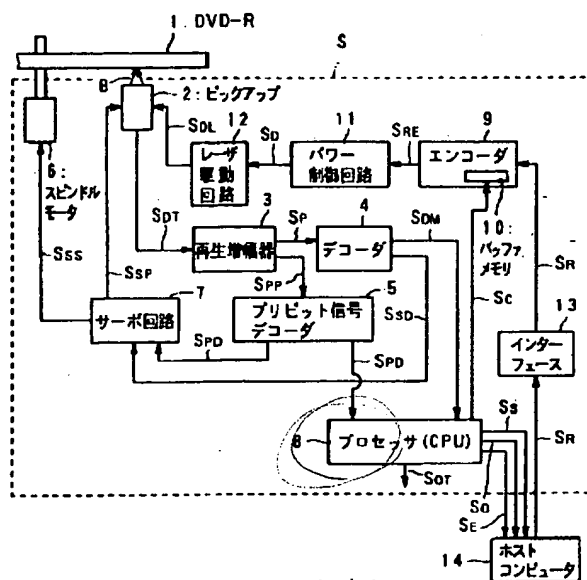 1. DVD-R
S
B
2:ピックアップ
SDL
12
SD
11
SRE
9
レーザ
駆動
回路
パワー
制御回路
エンコーダ
6:
スピンドル
モータ
SDT
3
SP
4
SDM
10:
バッファ
メモリ
SR
再生増幅器
デコーダ
SSS
SSP
SPP
5
SSD
SC
13
7
サーボ回路
SPD
プリピット信号
デコーダ
SPD
インター
フェース
8
プロセッサ(CPU)
SS
SR
SO
SOT
SE
14
ホスト
コンピュータ